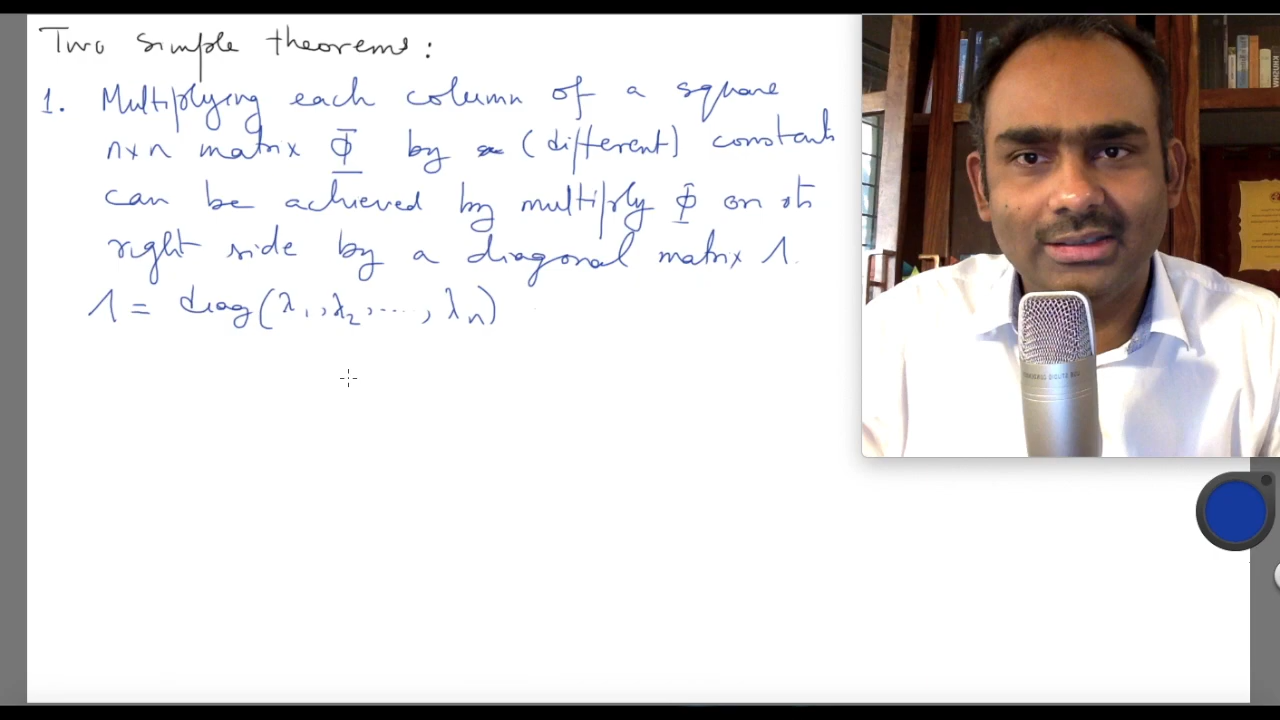 Two simple theorems:
1. Multiplying each column of a square
n×n matrix Φ by (different) constants
can be achieved by multiply Φ on its
right side by a diagonal matrix Λ.
Λ = diag(λ₁, λ₂, ..., λₙ)